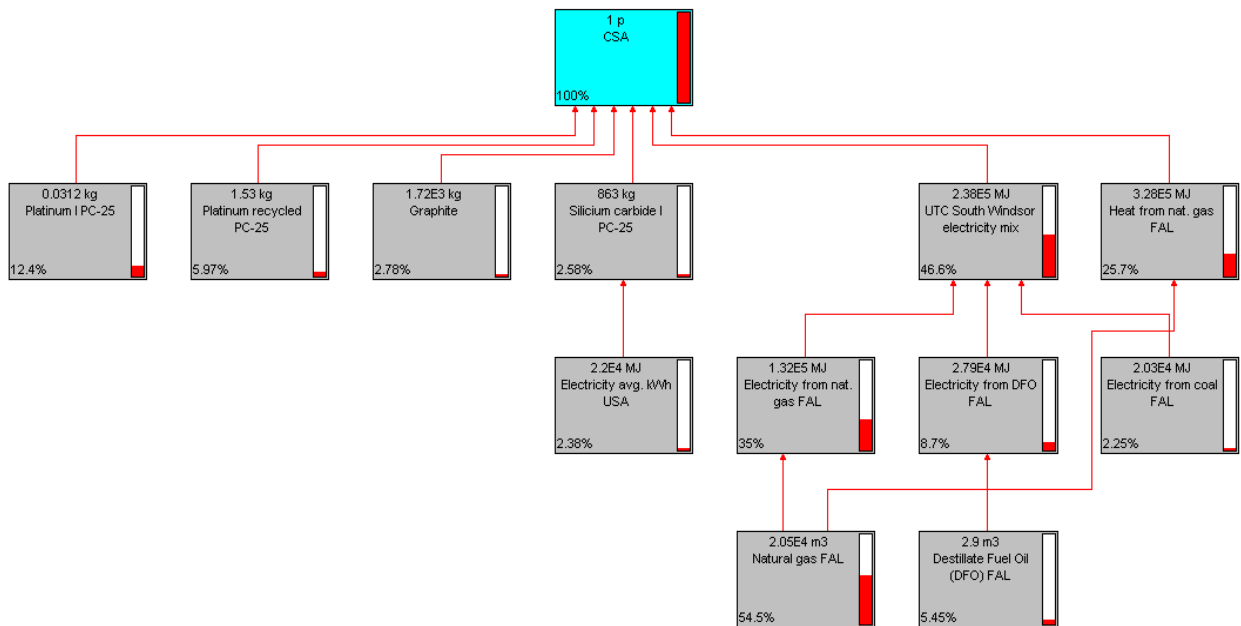 1 p
CSA
100%
0.0312 kg
Platinum I PC-25
12.4%
1.53 kg
Platinum recycled
PC-25
5.97%
1.72E3 kg
Graphite
2.78%
863 kg
Silicium carbide I
PC-25
2.58%
2.38E5 MJ
UTC South Windsor
electricity mix
46.6%
3.28E5 MJ
Heat from nat. gas
FAL
25.7%
2.2E4 MJ
Electricity avg. kWh
USA
2.38%
1.32E5 MJ
Electricity from nat.
gas FAL
35%
2.79E4 MJ
Electricity from DFO
FAL
8.7%
2.03E4 MJ
Electricity from coal
FAL
2.25%
2.05E4 m3
Natural gas FAL
54.5%
2.9 m3
Destillate Fuel Oil
(DFO) FAL
5.45%